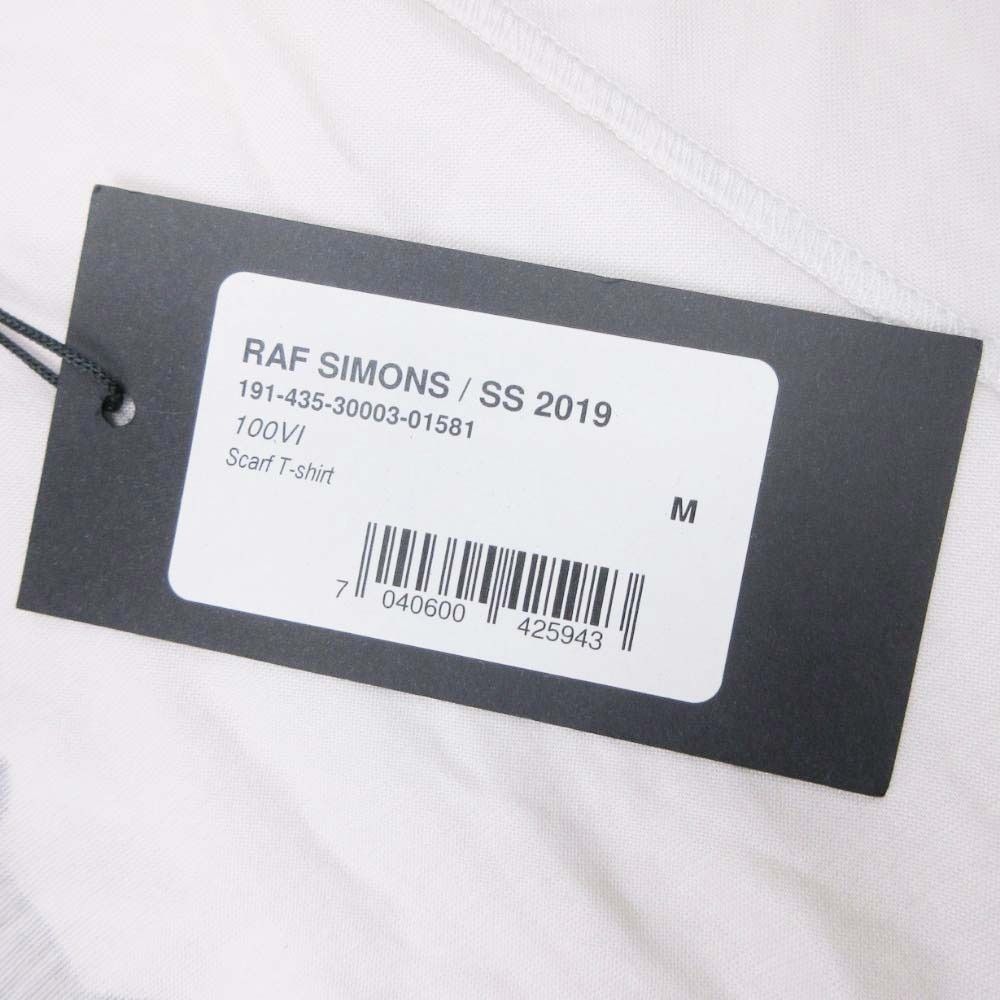 RAF SIMONS / SS 2019
191-435-30003-01581
100VI
Scarf T-shirt
M
7 040600 425943